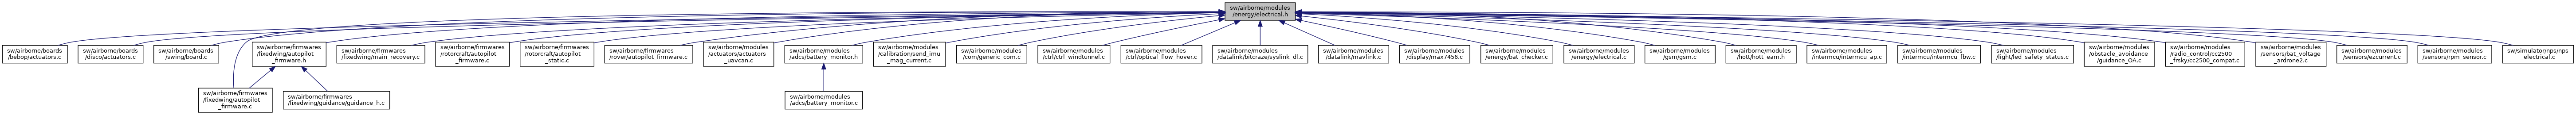 sw/airborne/modules
/energy/electrical.h
sw/airborne/boards
/bebop/actuators.c
sw/airborne/boards
/disco/actuators.c
sw/airborne/boards
/swing/board.c
sw/airborne/firmwares
/fixedwing/autopilot
_firmware.h
sw/airborne/firmwares
/fixedwing/main_recovery.c
sw/airborne/firmwares
/rotorcraft/autopilot
_firmware.c
sw/airborne/firmwares
/rotorcraft/autopilot
_static.c
sw/airborne/firmwares
/rover/autopilot_firmware.c
sw/airborne/modules
/actuators/actuators
_uavcan.c
sw/airborne/modules
/adcs/battery_monitor.h
sw/airborne/modules
/calibration/send_imu
_mag_current.c
sw/airborne/modules
/com/generic_com.c
sw/airborne/modules
/ctrl/ctrl_windtunnel.c
sw/airborne/modules
/ctrl/optical_flow_hover.c
sw/airborne/modules
/datalink/bitcraze/syslink_dl.c
sw/airborne/modules
/datalink/mavlink.c
sw/airborne/modules
/display/max7456.c
sw/airborne/modules
/energy/bat_checker.c
sw/airborne/modules
/energy/electrical.c
sw/airborne/modules
/gsm/gsm.c
sw/airborne/modules
/hott/hott_eam.h
sw/airborne/modules
/intermcu/intermcu_ap.c
sw/airborne/modules
/intermcu/intermcu_fbw.c
sw/airborne/modules
/light/led_safety_status.c
sw/airborne/modules
/obstacle_avoidance
/guidance_OA.c
sw/airborne/modules
/radio_control/cc2500
_frsky/cc2500_compat.c
sw/airborne/modules
/sensors/bat_voltage
_ardrone2.c
sw/airborne/modules
/sensors/ezcurrent.c
sw/airborne/modules
/sensors/rpm_sensor.c
sw/simulator/nps/nps
_electrical.c
sw/airborne/firmwares
/fixedwing/autopilot
_firmware.c
sw/airborne/firmwares
/fixedwing/guidance/guidance_h.c
sw/airborne/modules
/adcs/battery_monitor.c